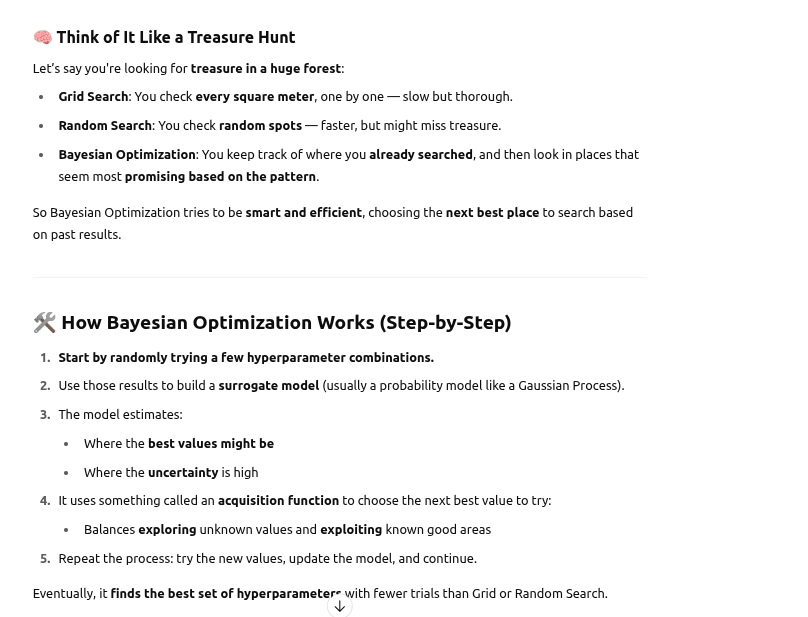 🧠 Think of It Like a Treasure Hunt
Let’s say you're looking for treasure in a huge forest:
• Grid Search: You check every square meter, one by one — slow but thorough.
• Random Search: You check random spots — faster, but might miss treasure.
• Bayesian Optimization: You keep track of where you already searched, and then look in places that
seem most promising based on the pattern.
So Bayesian Optimization tries to be smart and efficient, choosing the next best place to search based
on past results.
🛠️ How Bayesian Optimization Works (Step-by-Step)
1. Start by randomly trying a few hyperparameter combinations.
2. Use those results to build a surrogate model (usually a probability model like a Gaussian Process).
3. The model estimates:
• Where the best values might be
• Where the uncertainty is high
4. It uses something called an acquisition function to choose the next best value to try:
• Balances exploring unknown values and exploiting known good areas
5. Repeat the process: try the new values, update the model, and continue.
Eventually, it finds the best set of hyperparameters with fewer trials than Grid or Random Search.